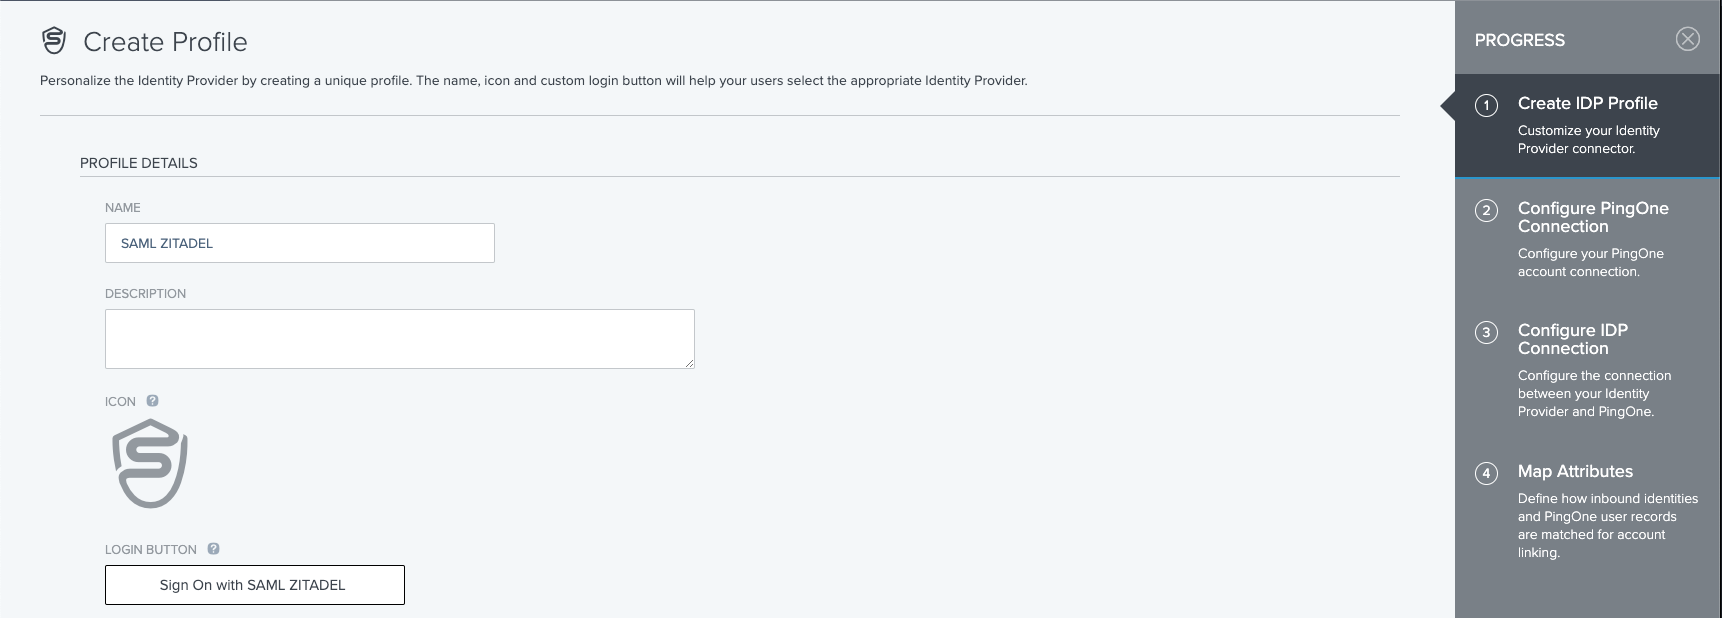 Create Profile
Personalize the Identity Provider by creating a unique profile. The name, icon and custom login button will help your users select the appropriate Identity Provider.
PROFILE DETAILS
NAME
SAML ZITADEL
DESCRIPTION
ICON ?
LOGIN BUTTON ?
Sign On with SAML ZITADEL
PROGRESS
1 Create IDP Profile
Customize your Identity
Provider connector.
2 Configure PingOne
Connection
Configure your PingOne
account connection.
3 Configure IDP
Connection
Configure the connection
between your Identity
Provider and PingOne.
4 Map Attributes
Define how inbound identities
and PingOne user records
are matched for account
linking.